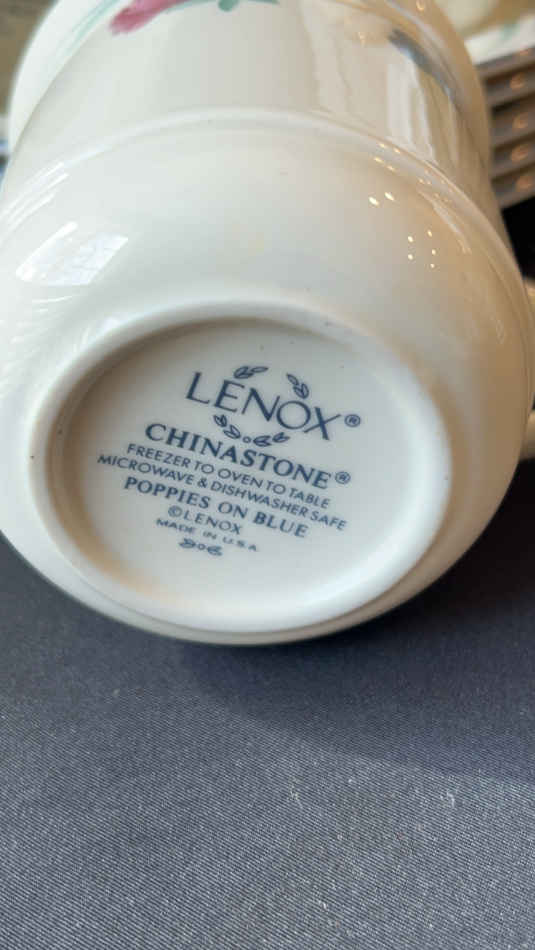 LENOX®
CHINASTONE®
FREEZER TO OVEN TO TABLE
MICROWAVE & DISHWASHER SAFE
POPPIES ON BLUE
©LENOX
MADE IN U.S.A.